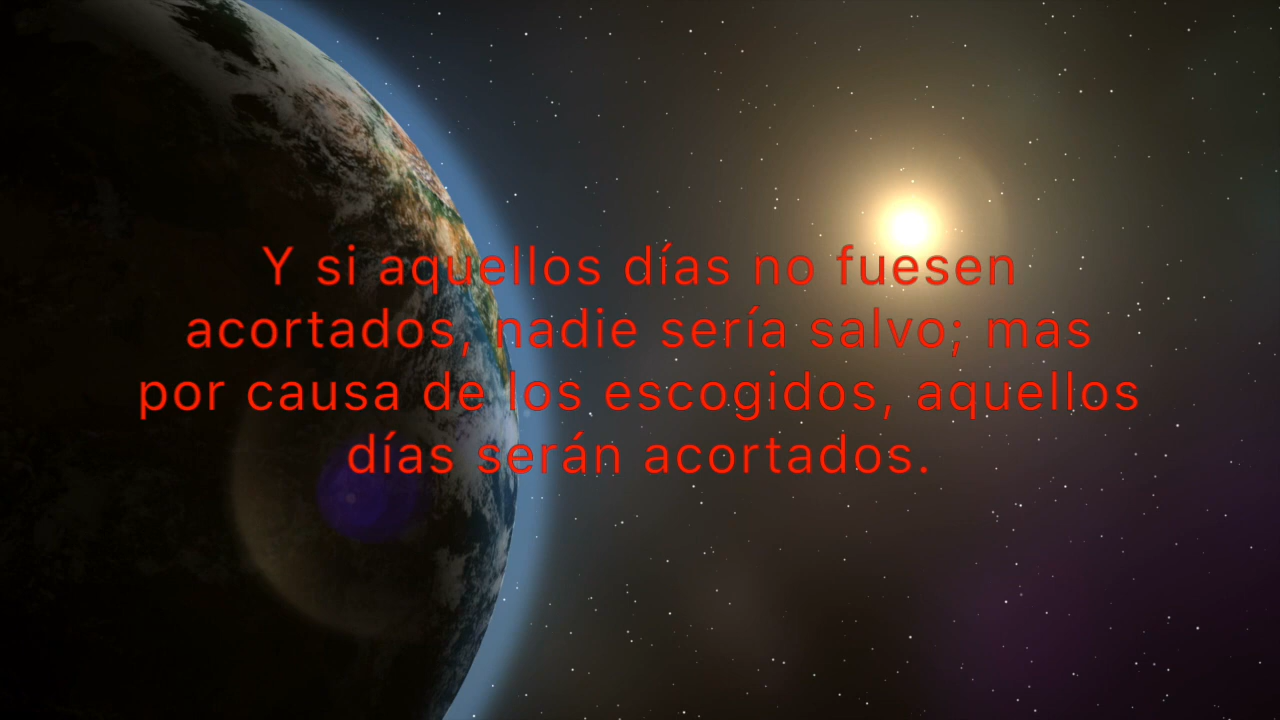 Y si aquellos días no fuesen
acortados, nadie sería salvo; mas
por causa de los escogidos, aquellos
días serán acortados.